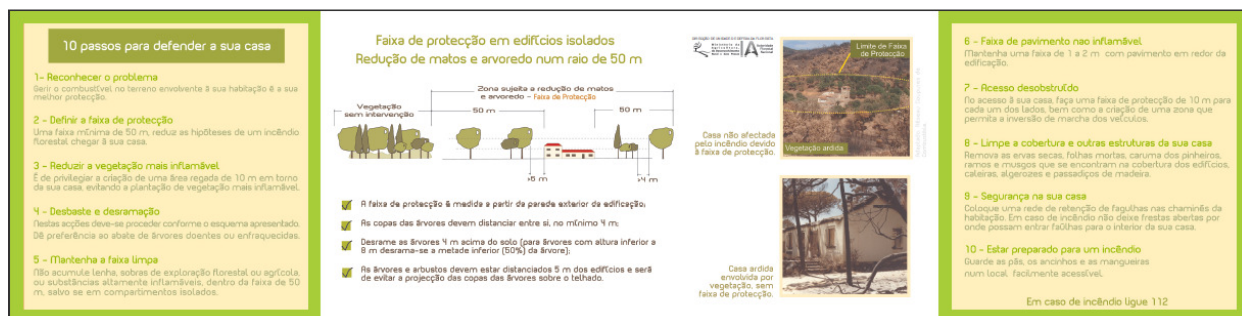 10 passos para defender a sua casa
1- Reconhecer o problema
Gerir o combustível no terreno envolvente à sua habitação é a sua
melhor protecção.
2 - Definir a faixa de protecção
Uma faixa mínima de 50 m, reduz as hipóteses de um incêndio
florestal chegar à sua casa.
3 - Reduzir a vegetação mais inflamável
É de privilegiar a criação de uma área regada de 10 m em torno
da sua casa, evitando a plantação de vegetação mais inflamável.
4 - Desbaste e desramação
Nestas acções deve-se proceder conforme o esquema apresentado.
Dê preferência ao abate de árvores doentes ou enfraquecidas.
5 - Mantenha a faixa limpa
Não acumule lenha, sobras de exploração florestal ou agrícola,
ou substâncias altamente inflamáveis, dentro da faixa de 50
m, salvo se em compartimentos isolados.
Faixa de protecção em edifícios isolados
Redução de matos e arvoredo num raio de 50 m
Vegetação
sem intervenção
Zona sujeita a redução de matos
e arvoredo - Faixa de Protecção
50 m
50 m
>5 m
>4 m
A faixa de protecção é medida a partir da parede exterior da edificação;
As copas das árvores devem distanciar entre si, no mínimo 4 m;
Desrame as árvores 4 m acima do solo (para árvores com altura inferior a
8 m desrama-se a metade inferior (50%) da árvore);
As árvores e arbustos devem estar distanciados 5 m dos edifícios e será
de evitar a projecção das copas das árvores sobre o telhado.
Limite de Faixa
de Protecção
Vegetação ardida
Casa não afectada
pelo incêndio devido
à faixa de protecção.
Casa ardida
envolvida por
vegetação, sem
faixa de protecção.
6 - Faixa de pavimento nao inflamável
Mantenha uma faixa de 1 a 2 m com pavimento em redor da
edificação.
7 - Acesso desobstruído
No acesso à sua casa, faça uma faixa de protecção de 10 m para
cada um dos lados, bem como a criação de uma zona que
permita a inversão de marcha dos veículos.
8 - Limpe a cobertura e outras estruturas da sua casa
Remova as ervas secas, folhas mortas, caruma dos pinheiros,
ramos e musgos que se encontram na cobertura dos edifícios,
caleiras, algerozes e passadiços de madeira.
9 - Segurança na sua casa
Coloque uma rede de retenção de fagulhas nas chaminés da
habitação. Em caso de incêndio não deixe frestas abertas por
onde possam entrar faúlhas para o interior da sua casa.
10 - Estar preparado para um incêndio
Guarde as pás, os ancinhos e as mangueiras
num local facilmente acessível.
Em caso de incêndio ligue 112